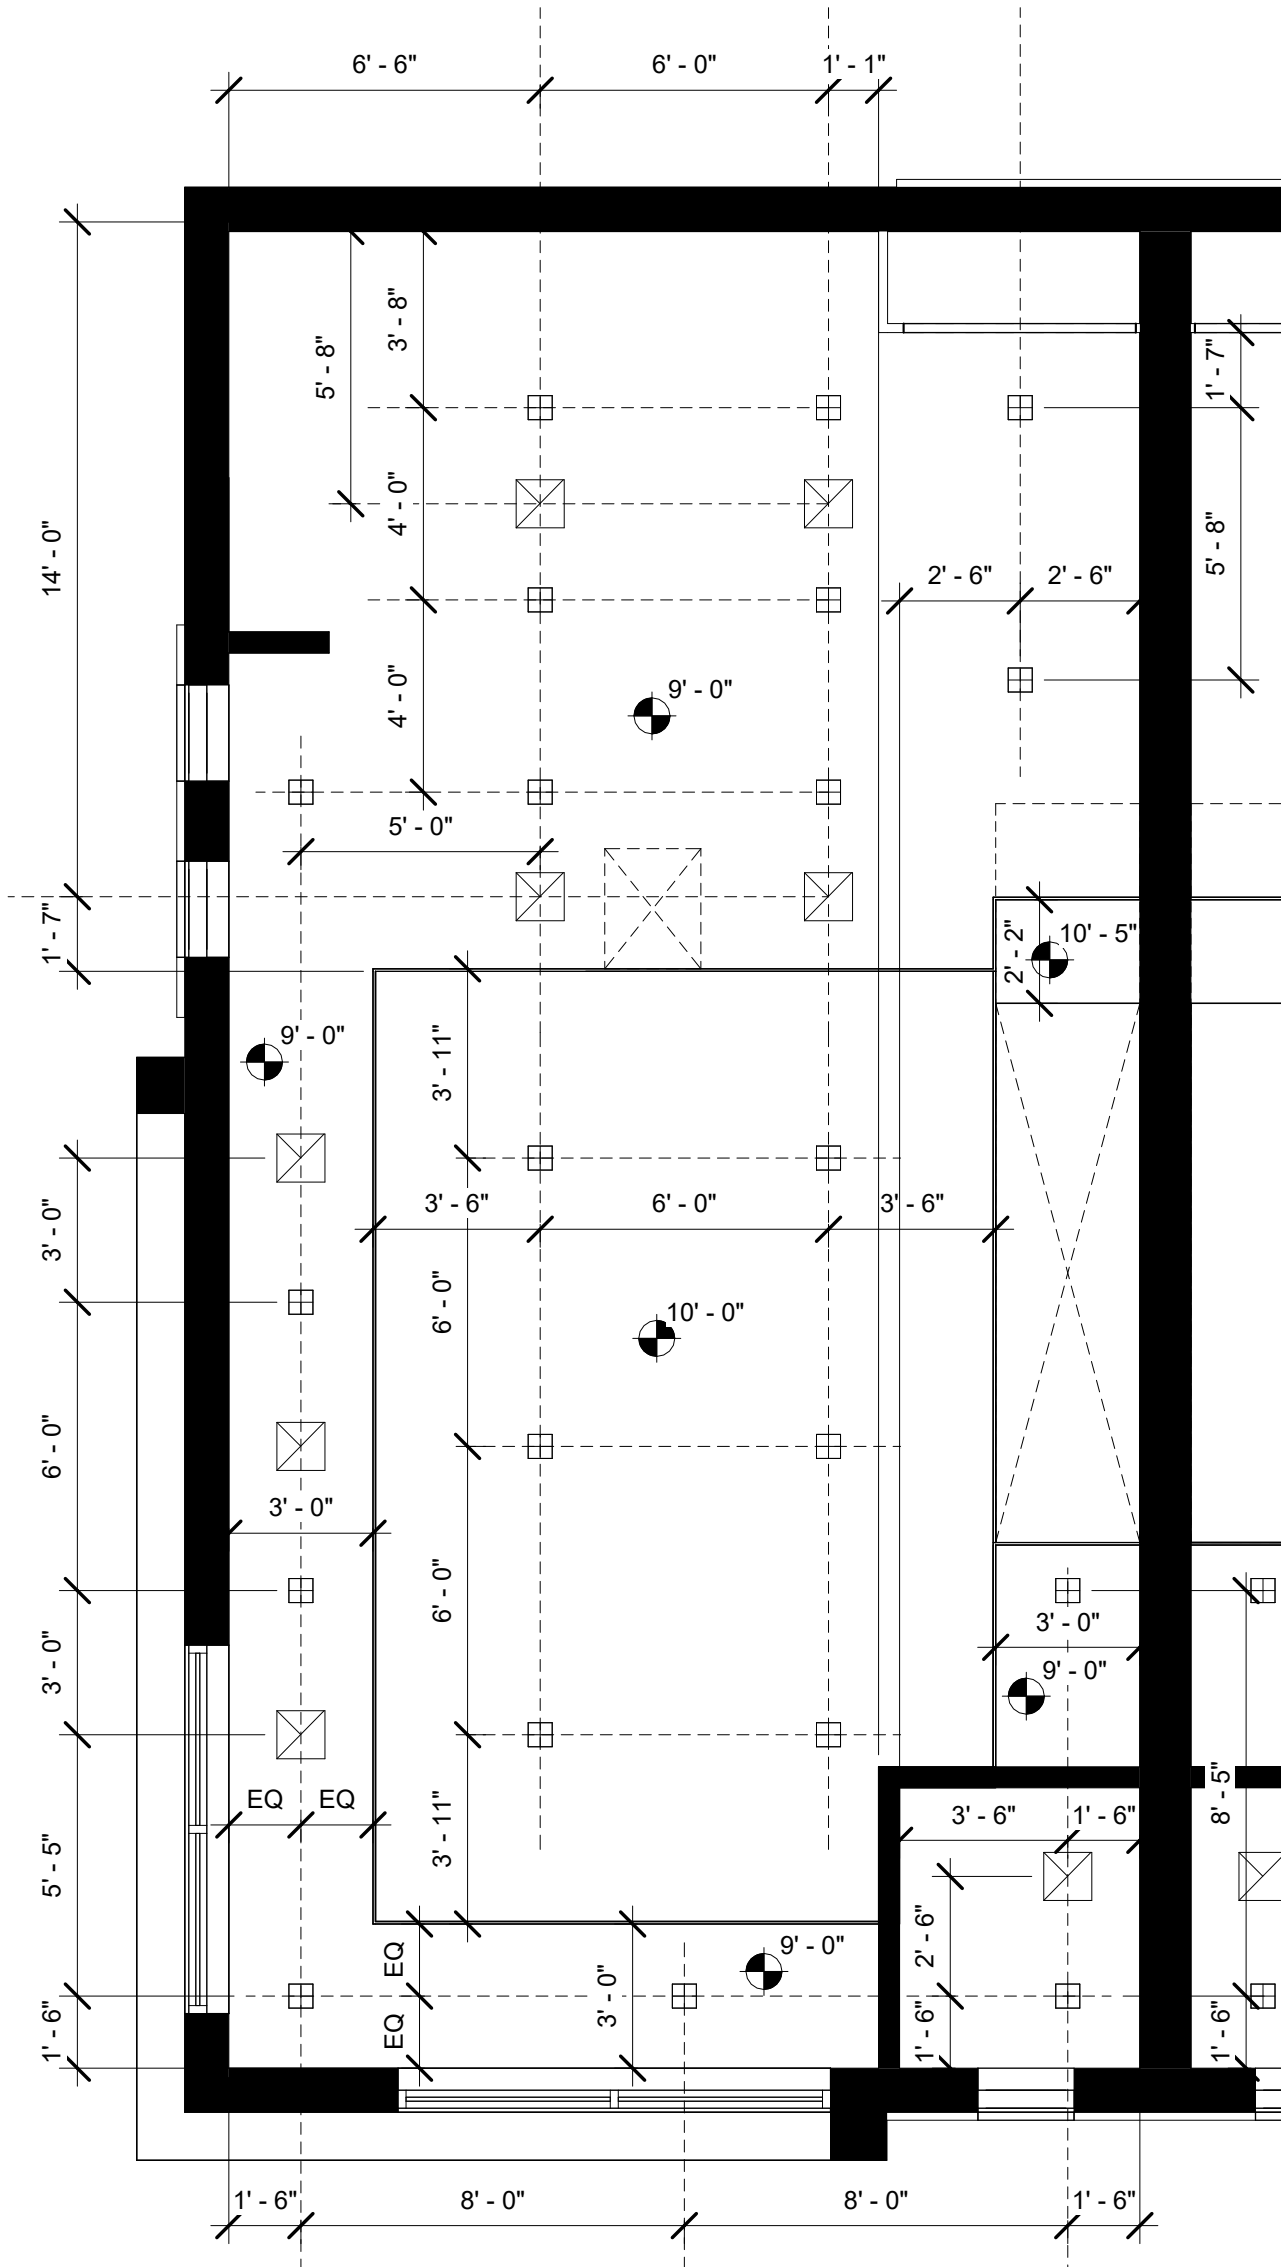 6' - 6"
6' - 0"
1' - 1"
3' - 8"
5' - 8"
1' - 7"
4' - 0"
14' - 0"
5' - 8"
2' - 6"
2' - 6"
4' - 0"
9' - 0"
5' - 0"
1' - 7"
2' - 2"
10' - 5"
9' - 0"
3' - 11"
3' - 0"
3' - 6"
6' - 0"
3' - 6"
6' - 0"
10' - 0"
6' - 0"
3' - 0"
6' - 0"
3' - 0"
3' - 0"
9' - 0"
EQ
EQ
3' - 11"
3' - 6"
1' - 6"
8' - 5"
5' - 5"
2' - 6"
EQ
9' - 0"
3' - 0"
EQ
1' - 6"
1' - 6"
1' - 6"
1' - 6"
8' - 0"
8' - 0"
1' - 6"